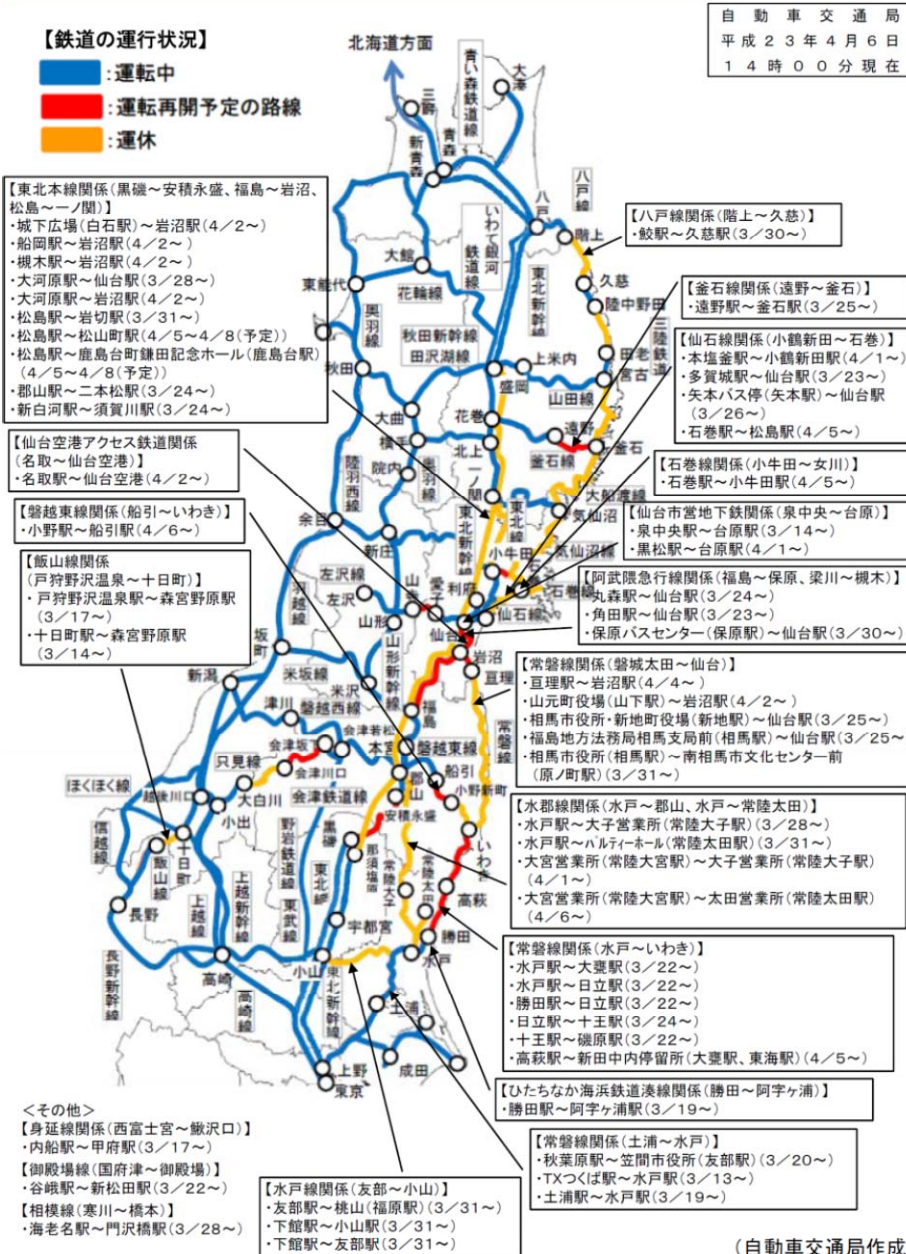 自動車交通局
平成23年4月6日
14時00分現在
【鉄道の運行状況】
:運転中
:運転再開予定の路線
:運休
北海道方面
【東北本線関係(黒磯~安積永盛、福島~岩沼、
松島~一ノ関)】
・城下広場(白石駅)~岩沼駅(4/2~)
・船岡駅~岩沼駅(4/2~)
・槻木駅~岩沼駅(4/2~)
・大河原駅~仙台駅(3/28~)
・大河原駅~岩沼駅(4/2~)
・松島駅~岩切駅(3/31~)
・松島駅~松山町駅(4/5~4/8(予定))
・松島駅~鹿島台町鎌田記念ホール(鹿島台駅)
(4/5~4/8(予定))
・郡山駅~二本松駅(3/24~)
・新白河駅~須賀川駅(3/24~)
【仙台空港アクセス鉄道関係
(名取~仙台空港)】
・名取駅~仙台空港(4/2~)
【磐越東線関係(船引~いわき)】
・小野駅~船引駅(4/6~)
【飯山線関係
(戸狩野沢温泉~十日町)】
・戸狩野沢温泉駅~森宮野原駅
(3/17~)
・十日町駅~森宮野原駅
(3/14~)
【八戸線関係(階上~久慈)】
・鮫駅~久慈駅(3/30~)
【釜石線関係(遠野~釜石)】
・遠野駅~釜石駅(3/25~)
【仙石線関係(小鶴新田~石巻)】
・本塩釜駅~小鶴新田駅(4/1~)
・多賀城駅~仙台駅(3/23~)
・矢本バス停(矢本駅)~仙台駅
(3/26~)
・石巻駅~松島駅(4/5~)
【石巻線関係(小牛田~女川)】
・石巻駅~小牛田駅(4/5~)
【仙台市営地下鉄関係(泉中央~台原)】
・泉中央駅~台原駅(3/14~)
・黒松駅~台原駅(4/1~)
【阿武隈急行線関係(福島~保原、梁川~槻木)】
・丸森駅~仙台駅(3/24~)
・角田駅~仙台駅(3/23~)
・保原バスセンター(保原駅)~仙台駅(3/30~)
【常磐線関係(磐城太田~仙台)】
・亘理駅~岩沼駅(4/4~)
・山元町役場(山下駅)~岩沼駅(4/2~)
・相馬市役所・新地町役場(新地駅)~仙台駅(3/25~)
・福島地方法務局相馬支局前(相馬駅)~仙台駅(3/25~
・相馬市役所(相馬駅)~南相馬市文化センター前
(原ノ町駅)(3/31~)
【水郡線関係(水戸~郡山、水戸~常陸太田)】
・水戸駅~大子営業所(常陸大子駅)(3/28~)
・水戸駅~パルティーホール(常陸太田駅)(3/31~)
・大宮営業所(常陸大宮駅)~大子営業所(常陸大子駅)
(4/1~)
・大宮営業所(常陸大宮駅)~太田営業所(常陸太田駅)
(4/6~)
【常磐線関係(水戸~いわき)】
・水戸駅~大甕駅(3/22~)
・水戸駅~日立駅(3/22~)
・勝田駅~日立駅(3/22~)
・日立駅~十王駅(3/24~)
・十王駅~磯原駅(3/22~)
・高萩駅~新田中内停留所(大甕駅、東海駅)(4/5~)
【ひたちなか海浜鉄道湊線関係(勝田~阿字ヶ浦)】
・勝田駅~阿字ヶ浦駅(3/19~)
【常磐線関係(土浦~水戸)】
・秋葉原駅~笠間市役所(友部駅)(3/20~)
・TXつくば駅~水戸駅(3/13~)
・土浦駅~水戸駅(3/19~)
【水戸線関係(友部~小山)】
・友部駅~桃山(福原駅)(3/31~)
・下館駅~小山駅(3/31~)
・下館駅~友部駅(3/31~)
<その他>
【身延線関係(西富士宮~鰍沢口)】
・内船駅~甲府駅(3/17~)
【御殿場線(国府津~御殿場)】
・谷峨駅~新松田駅(3/22~)
【相模線(寒川~橋本)】
・海老名駅~門沢橋駅(3/28~)
三厩
青い森鉄道線
大湊
新青森
青森
八戸
八戸線
階上
いわて銀河鉄道線
東北新幹線
久慈
陸中野田
三陸鉄道
田老
宮古
大館
東能代
花輪線
奥羽線
秋田新幹線
田沢湖線
上米内
秋田
盛岡
山田線
大曲
花巻
遠野
横手
北上
釜石線
釜石
院内
奥羽線
一ノ関
大船渡線
陸羽西線
気仙沼
余目
新庄
東北新幹線
東北線
小牛田
気仙沼線
左沢線
左沢
山寺
愛子
利府
石巻
石巻線
羽越線
山形
仙台
仙石線
岩沼
亘理
坂町
山形新幹線
新潟
米坂線
米沢
福島
津川
磐越西線
常磐線
会津若松
会津坂下
本宮
磐越東線
只見線
会津川口
船引
ほくほく線
越後川口
大白川
会津鉄道線
郡山
小野新町
小出
安積永盛
信越線
黒磯
いわき
十日町
飯山線
野岩鉄道線
東北線
那須塩原
常陸大子
常陸太田
上越線
上越新幹線
東武線
高萩
長野
宇都宮
勝田
水戸
長野新幹線
高崎
小山
東北新幹線
高崎線
土浦
上野
東京
成田
(自動車交通局作成